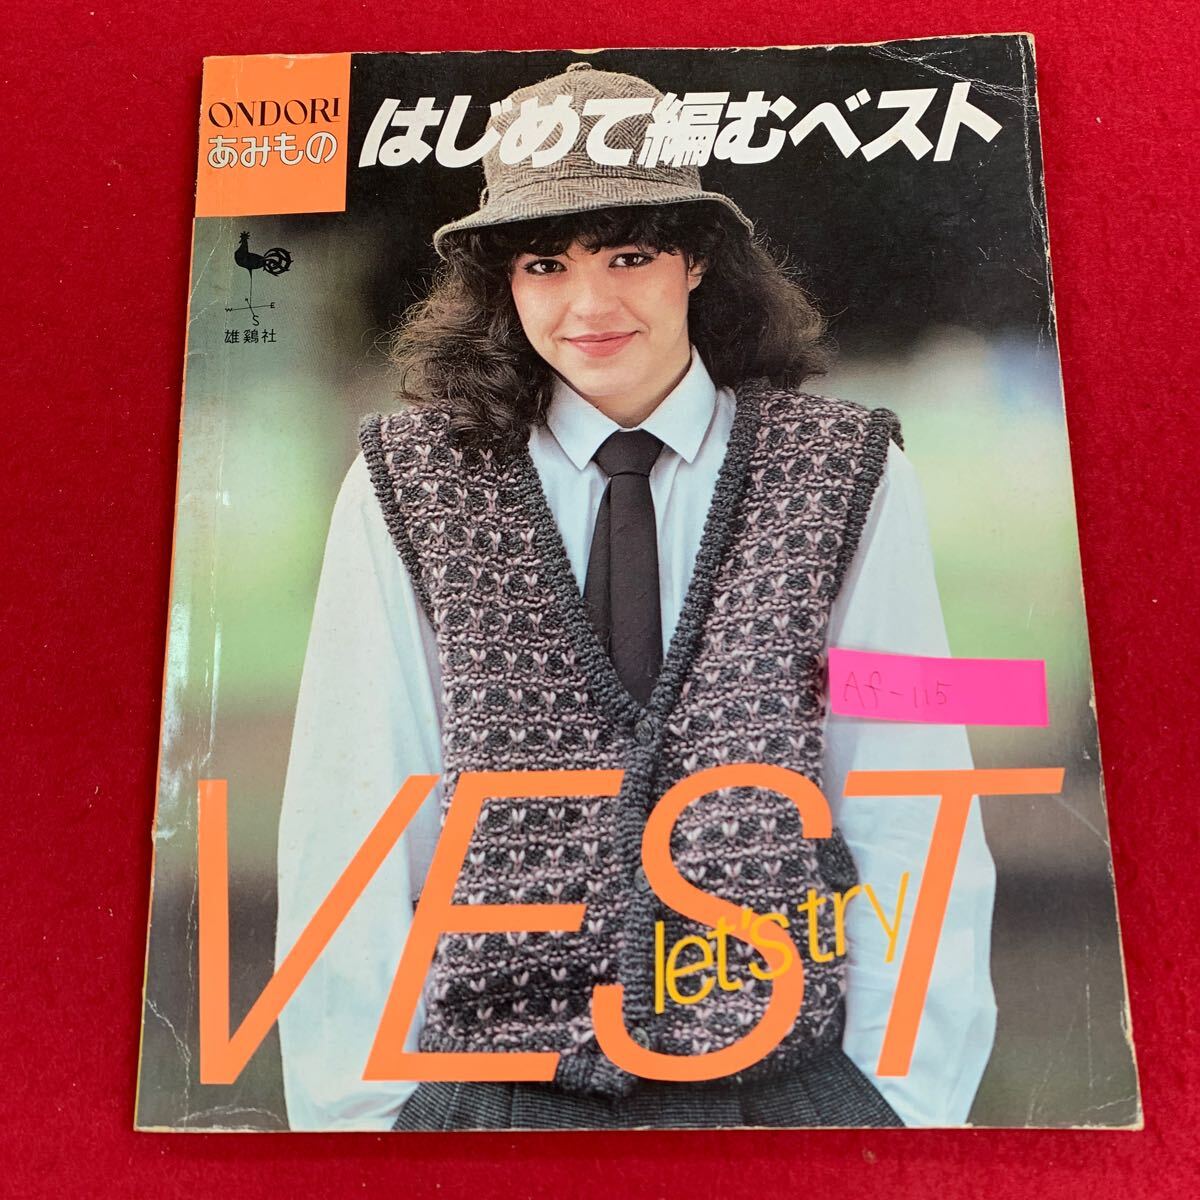 ONDORI
あみもの
はじめて編むベスト
N
W E
S
雄鶏社
Af-115
VEST
let's try